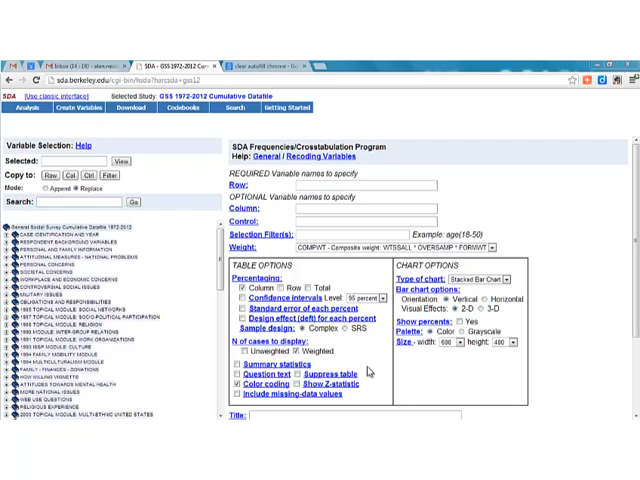 Inbox (14 | 18) - alan.neus
SDA - GSS 1972-2012 Cumu
clear autofill chrome - Go
sda.berkeley.edu/cgi-bin/hsda?harcsda+gss12
SDA (Use classic interface) Selected Study: GSS 1972-2012 Cumulative Datafile
Analysis Create Variables Download Codebooks Search Getting Started
Variable Selection: Help
Selected: View
Copy to: Row Col Ctrl Filter
Mode: Append Replace
Search: Go
General Social Survey Cumulative Datafile 1972-2012
CASE IDENTIFICATION AND YEAR
RESPONDENT BACKGROUND VARIABLES
PERSONAL AND FAMILY INFORMATION
ATTITUDINAL MEASURES - NATIONAL PROBLEMS
PERSONAL CONCERNS
SOCIETAL CONCERNS
WORKPLACE AND ECONOMIC CONCERNS
CONTROVERSIAL SOCIAL ISSUES
MILITARY ISSUES
OBLIGATIONS AND RESPONSIBILITIES
1985 TOPICAL MODULE: SOCIAL NETWORKS
1987 TOPICAL MODULE: SOCIO-POLITICAL PARTICIPATION
1988 TOPICAL MODULE: RELIGION
1990 MODULE: INTER-GROUP RELATIONS
1993 ISSP MODULE: CULTURE
1994 FAMILY MOBILITY MODULE
1994 MULTICULTURALISM MODULE
FAMILY - FINANCES - DONATIONS
HIV KILLING VIGNETTE
ATTITUDES TOWARDS MENTAL HEALTH
MORE NATIONAL ISSUES
WEB USE QUESTIONS
RELIGIOUS EXPERIENCE
2000 TOPICAL MODULE: MULTI-ETHNIC UNITED STATES
SDA Frequencies/Crosstabulation Program
Help: General / Recoding Variables
REQUIRED Variable names to specify
Row:
OPTIONAL Variable names to specify
Column:
Control:
Selection Filter(s): Example: age(18-50)
Weight: COMPWT - Composite weight: WTSSALL * OVERSAMP * FORMWT
TABLE OPTIONS
Percentaging:
Column Row Total
Confidence intervals Level: 95 percent
Standard error of each percent
Design effect (deft) for each percent
Sample design: Complex SRS
N of cases to display:
Unweighted Weighted
Summary statistics
Question text Suppress table
Color coding Show Z-statistic
Include missing-data values
CHART OPTIONS
Type of chart: Stacked Bar Chart
Bar chart options:
Orientation: Vertical Horizontal
Visual Effects: 2-D 3-D
Show percents: Yes
Palette: Color Grayscale
Size - width: 600 height: 400
Title: